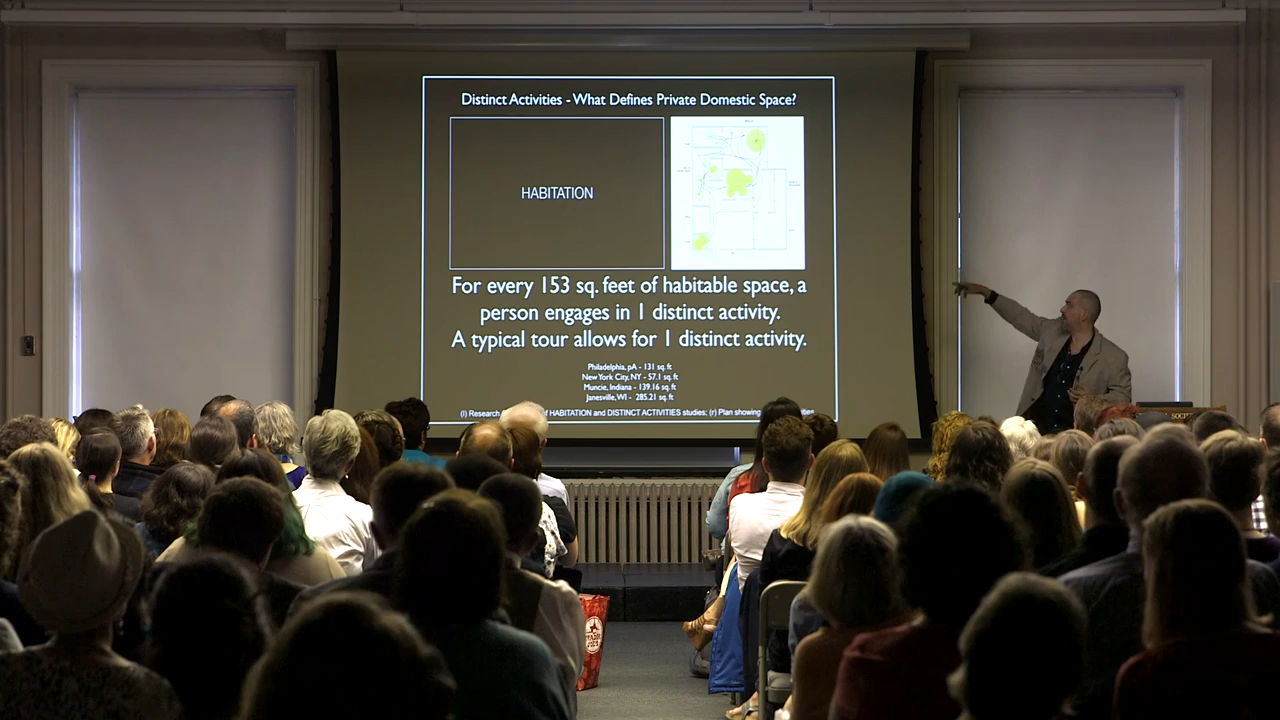 Distinct Activities - What Defines Private Domestic Space?
HABITATION
For every 153 sq. feet of habitable space, a
person engages in 1 distinct activity.
A typical tour allows for 1 distinct activity.
Philadelphia, pA - 131 sq. ft
New York City, NY - 57.1 sq. ft
Muncie, Indiana - 139.16 sq. ft
Janesville, WI - 285.21 sq. ft
(l) Research of HABITATION and DISTINCT ACTIVITIES studies; (r) Plan showing